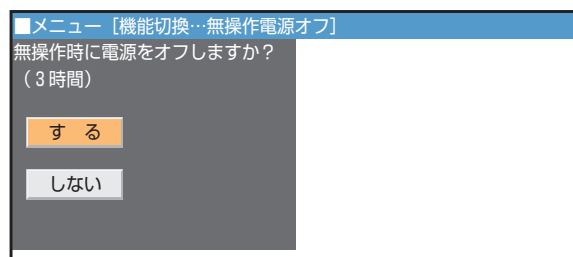 ■メニュー［機能切換…無操作電源オフ］
無操作時に電源をオフしますか？
（３時間）
す　る
しない